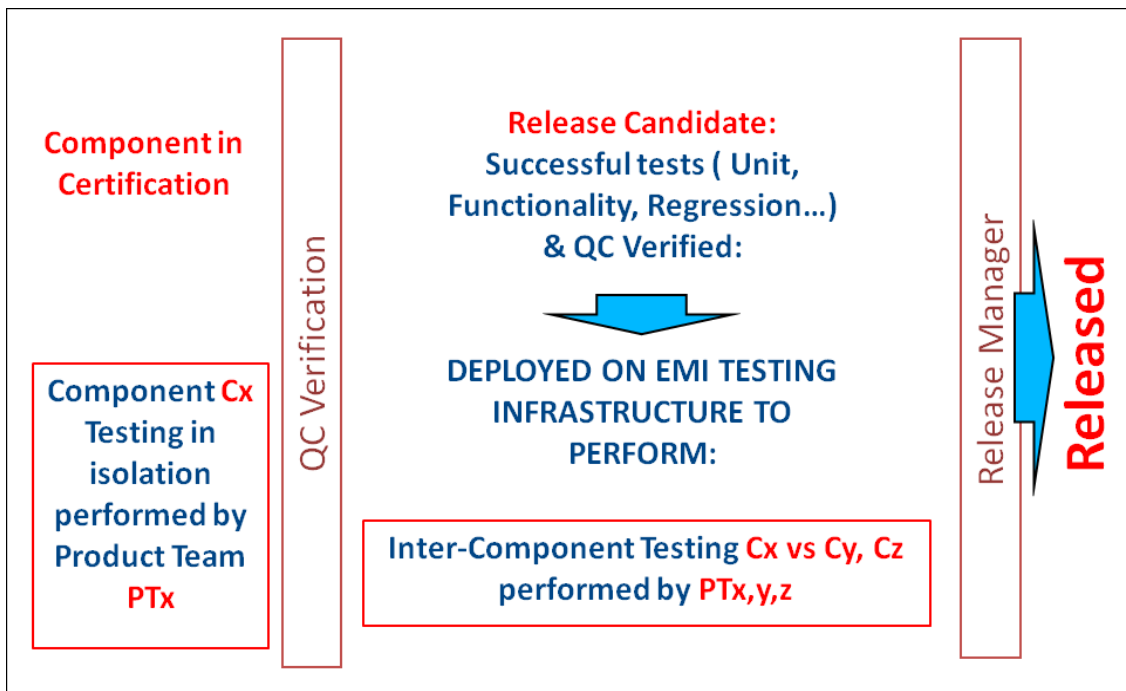 Component in
Certification
Component Cx
Testing in
isolation
performed by
Product Team
PTx
QC Verification
Release Candidate:
Successful tests ( Unit,
Functionality, Regression…)
& QC Verified:
DEPLOYED ON EMI TESTING
INFRASTRUCTURE TO
PERFORM:
Inter-Component Testing Cx vs Cy, Cz
performed by PTx,y,z
Release Manager
Released